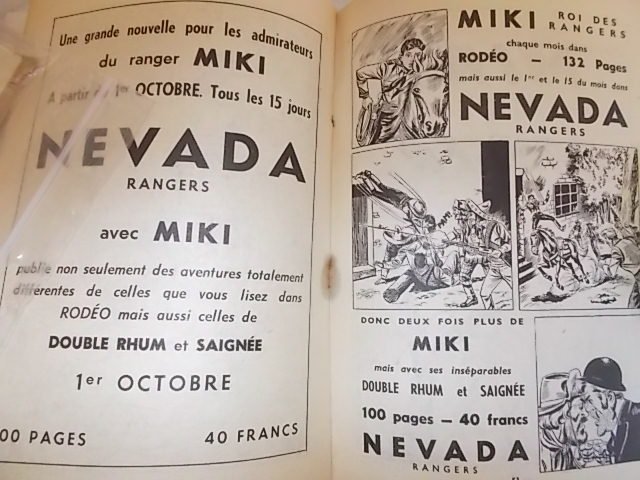 Une grande nouvelle pour les admirateurs
du ranger MIKI
A partir du 1er OCTOBRE. Tous les 15 jours
NEVADA
RANGERS
avec MIKI
publie non seulement des aventures totalement
différentes de celles que vous lisez dans
RODÉO mais aussi celles de
DOUBLE RHUM et SAIGNÉE
1er OCTOBRE
00 PAGES 40 FRANCS
MIKI ROI DES RANGERS
chaque mois dans
RODÉO — 132 Pages
mais aussi le 1er et le 15 du mois dans
NEVADA
RANGERS
DONC DEUX FOIS PLUS DE
MIKI
mais avec ses inséparables
DOUBLE RHUM et SAIGNÉE
100 pages — 40 francs
NEVADA
RANGERS